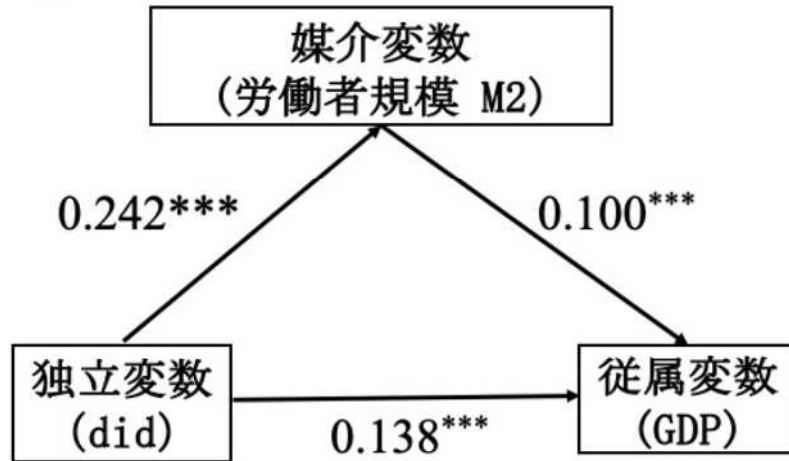 媒介変数
(労働者規模 M2)
0.242***
0.100***
独立変数
(did)
0.138***
従属変数
(GDP)